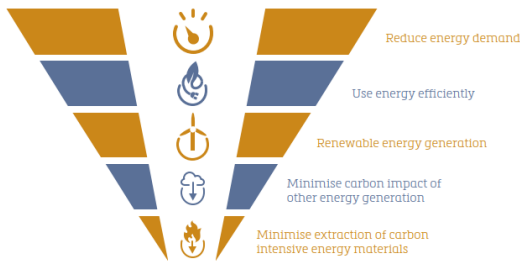 Reduce energy demand
Use energy efficiently
Renewable energy generation
Minimise carbon impact of
other energy generation
Minimise extraction of carbon
intensive energy materials